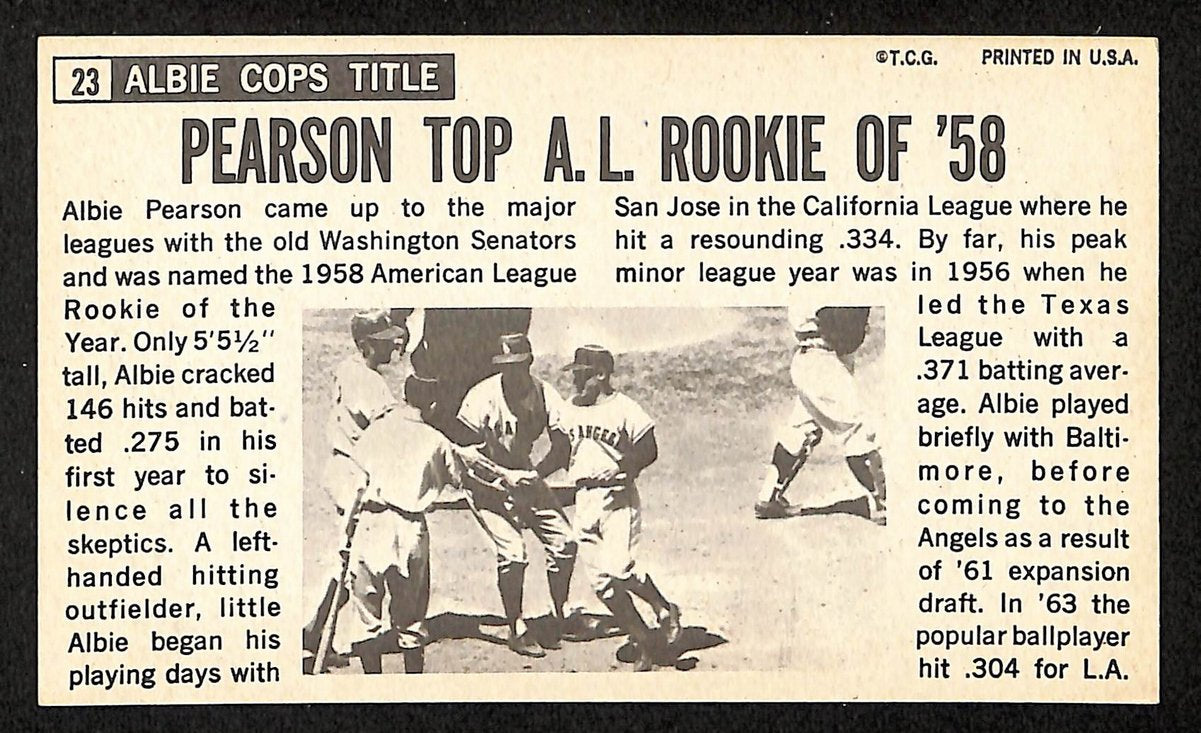 23 ALBIE COPS TITLE
©T.C.G. PRINTED IN U.S.A.
PEARSON TOP A.L. ROOKIE OF '58
Albie Pearson came up to the major
leagues with the old Washington Senators
and was named the 1958 American League
Rookie of the
Year. Only 5'5½"
tall, Albie cracked
146 hits and bat-
ted .275 in his
first year to si-
lence all the
skeptics. A left-
handed hitting
outfielder, little
Albie began his
playing days with
San Jose in the California League where he
hit a resounding .334. By far, his peak
minor league year was in 1956 when he
led the Texas
League with a
.371 batting aver-
age. Albie played
briefly with Balti-
more, before
coming to the
Angels as a result
of '61 expansion
draft. In '63 the
popular ballplayer
hit .304 for L.A.